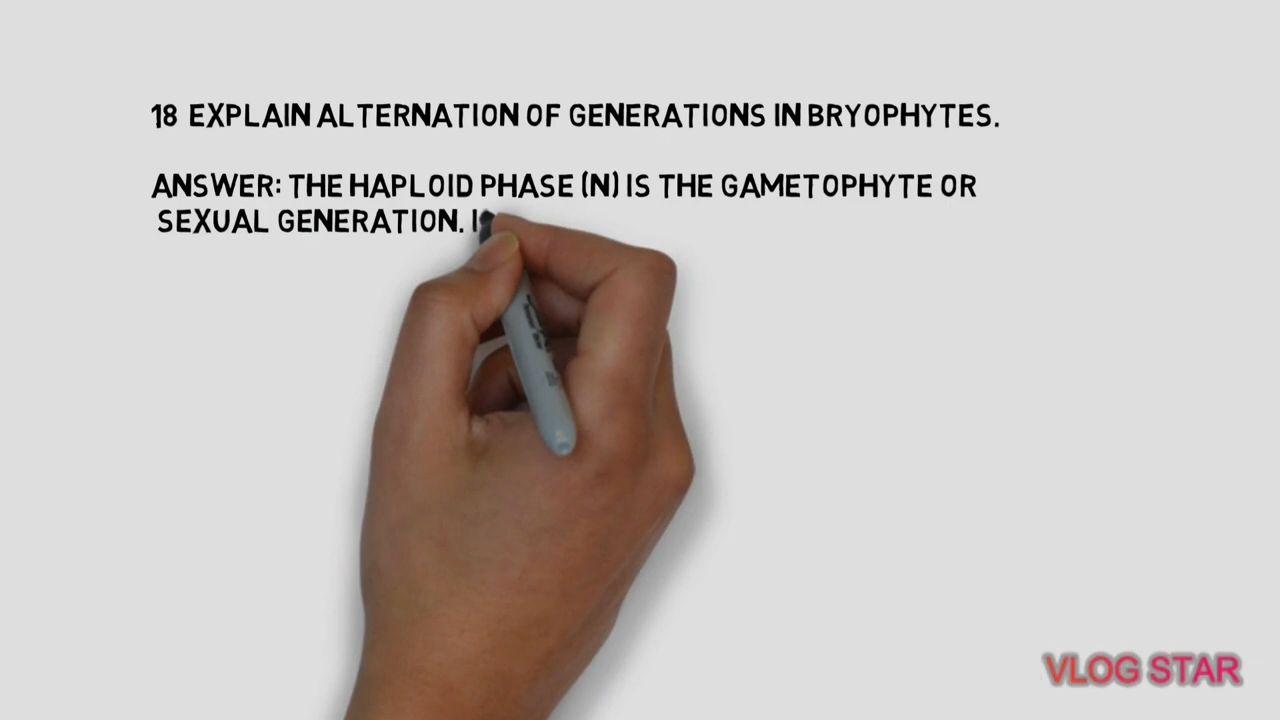 18 EXPLAIN ALTERNATION OF GENERATIONS IN BRYOPHYTES.
ANSWER: THE HAPLOID PHASE (N) IS THE GAMETOPHYTE OR
SEXUAL GENERATION.
VLOG STAR